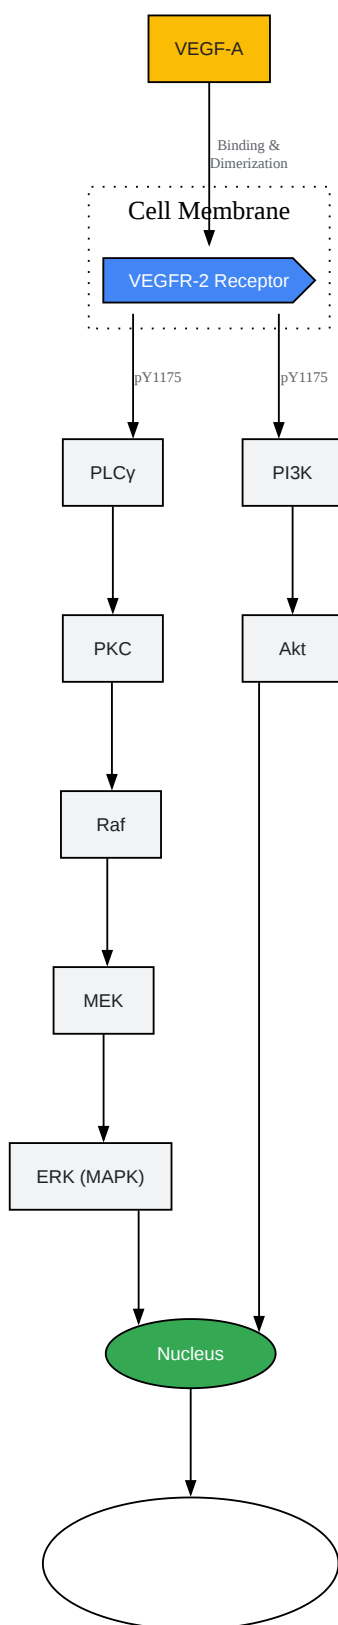 VEGF-A
Binding &
Dimerization
Cell Membrane
VEGFR-2 Receptor
pY1175
pY1175
PLCγ
PI3K
PKC
Akt
Raf
MEK
ERK (MAPK)
Nucleus